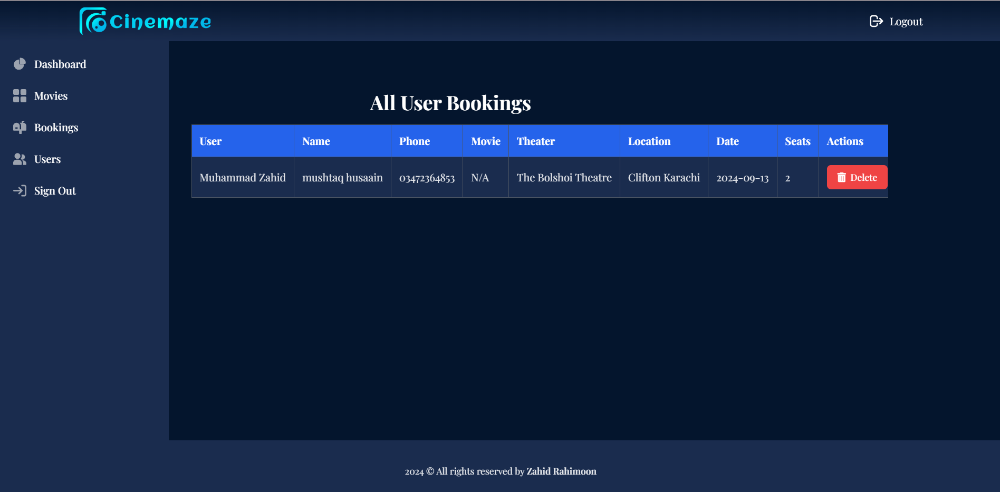 Cinemaze
Logout
Dashboard
Movies
Bookings
Users
Sign Out
All User Bookings
User Name Phone Movie Theater Location Date Seats Actions
Muhammad Zahid mushtaq husaain 03472364853 N/A The Bolshoi Theatre Clifton Karachi 2024-09-13 2 Delete
2024 © All rights reserved by Zahid Rahimoon